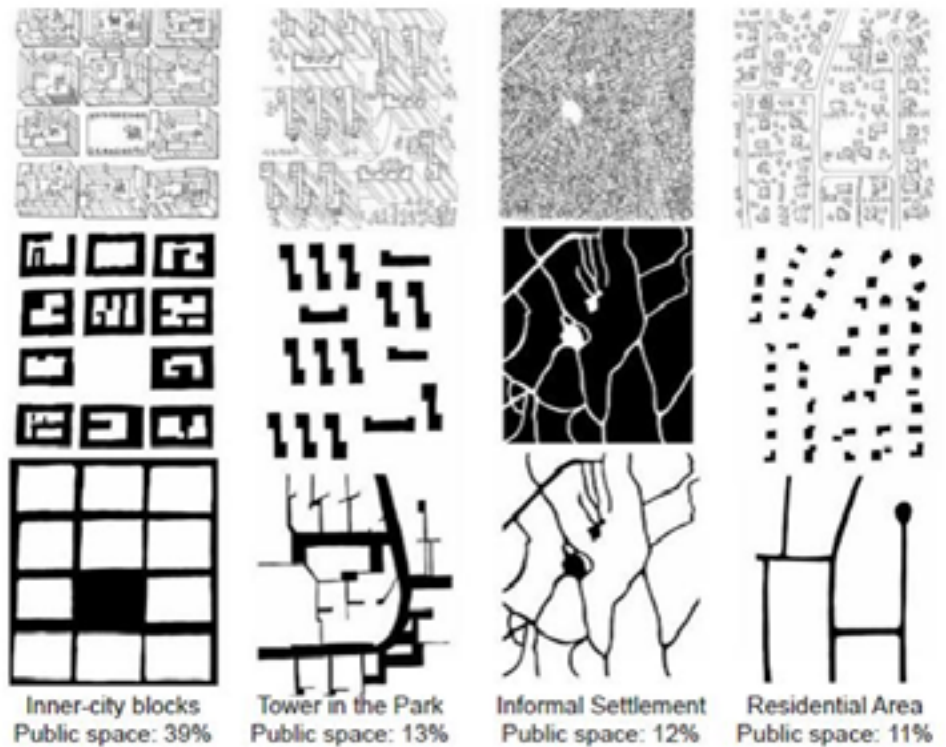 Inner-city blocks
Public space: 39%
Tower in the Park
Public space: 13%
Informal Settlement
Public space: 12%
Residential Area
Public space: 11%